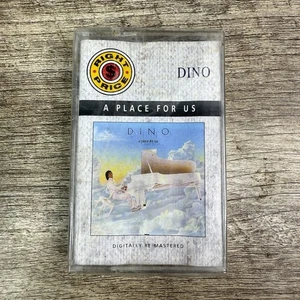 RIGHT
$
PRICE
DINO
A PLACE FOR US
DINO
DIGITALLY RE-MASTERED